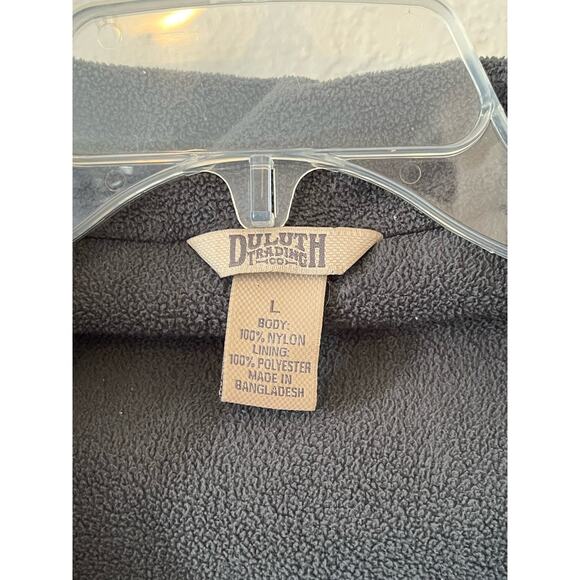 DULUTH
TRADING
CO
L
BODY:
100% NYLON
LINING:
100% POLYESTER
MADE IN
BANGLADESH